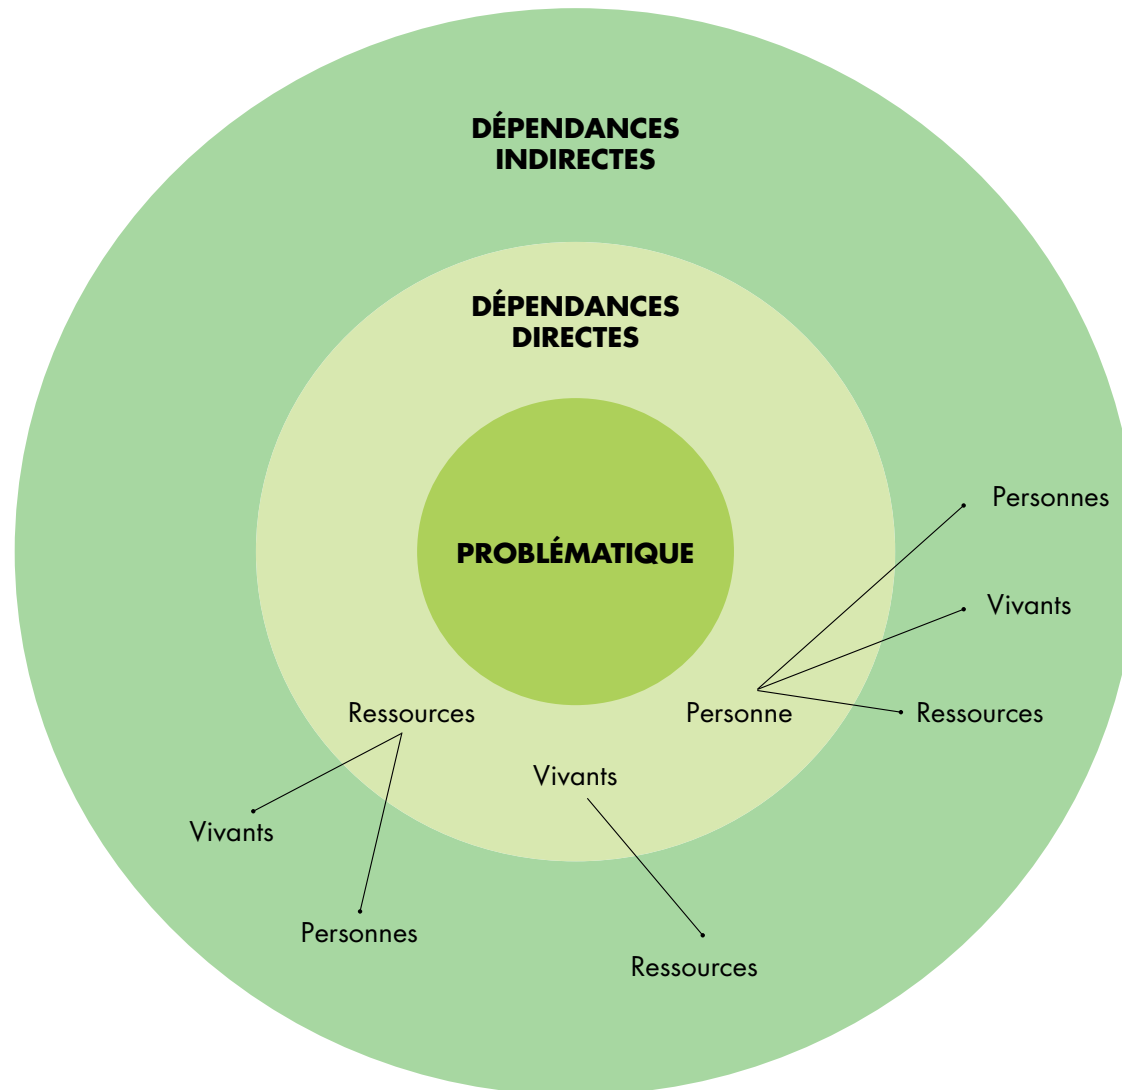 DÉPENDANCES
INDIRECTES
DÉPENDANCES
DIRECTES
PROBLÉMATIQUE
Personnes
Vivants
Ressources
Personne
Ressources
Vivants
Vivants
Personnes
Ressources